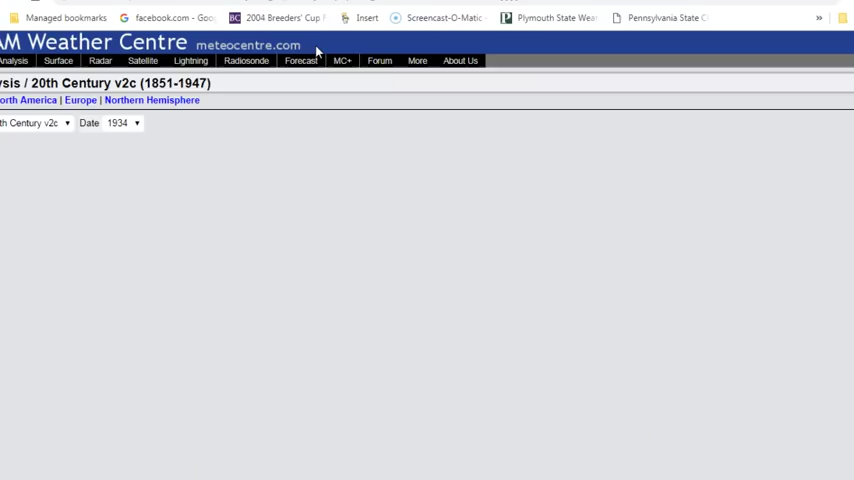 Managed bookmarks facebook.com - Goo BC 2004 Breeders' Cup Insert Screencast-O-Matic - P Plymouth State Wea Pennsylvania State C »
AM Weather Centre meteocentre.com
Analysis Surface Radar Satellite Lightning Radiosonde Forecast MC+ Forum More About Us
ysis / 20th Century v2c (1851-1947)
orth America | Europe | Northern Hemisphere
th Century v2c Date 1934